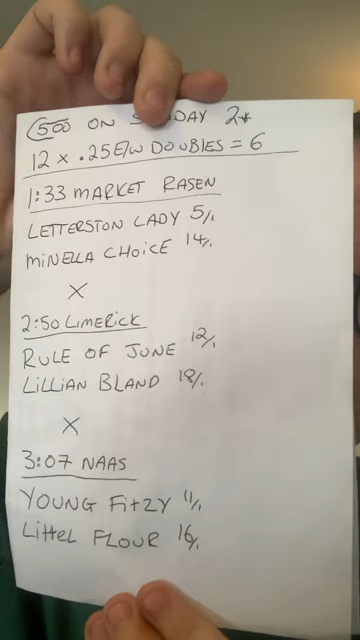 £500 ON SUNDAY 2*
12 x .25 E/W DOUBLES = 6
1:33 MARKET RASEN
LETTERSTON LADY 5/1
MINELLA CHOICE 14/1
X
2:50 LIMERICK
RULE OF JUNE 12/1
LILLIAN BLAND 18/1
X
3:07 NAAS
YOUNG FITZY 11/1
LITTEL FLOUR 16/1